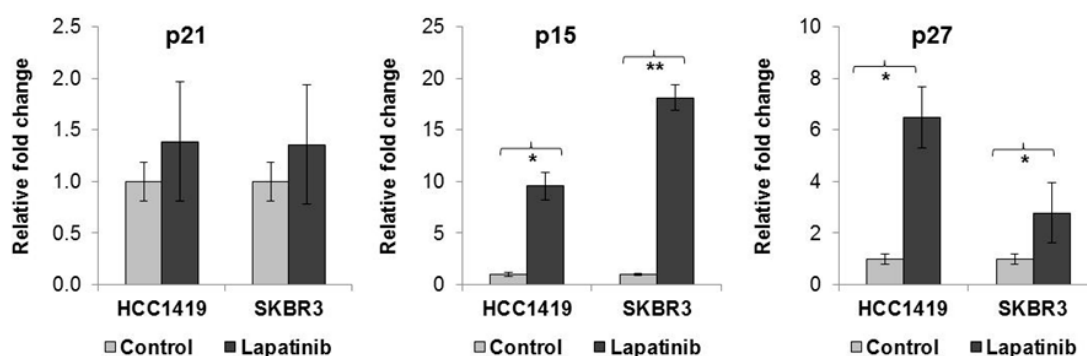 p21
Relative fold change
2.5
2.0
1.5
1.0
0.5
0.0
HCC1419 SKBR3
Control Lapatinib
p15
Relative fold change
25
20
15
10
5
0
*
**
HCC1419 SKBR3
Control Lapatinib
p27
Relative fold change
10
8
6
4
2
0
*
*
HCC1419 SKBR3
Control Lapatinib